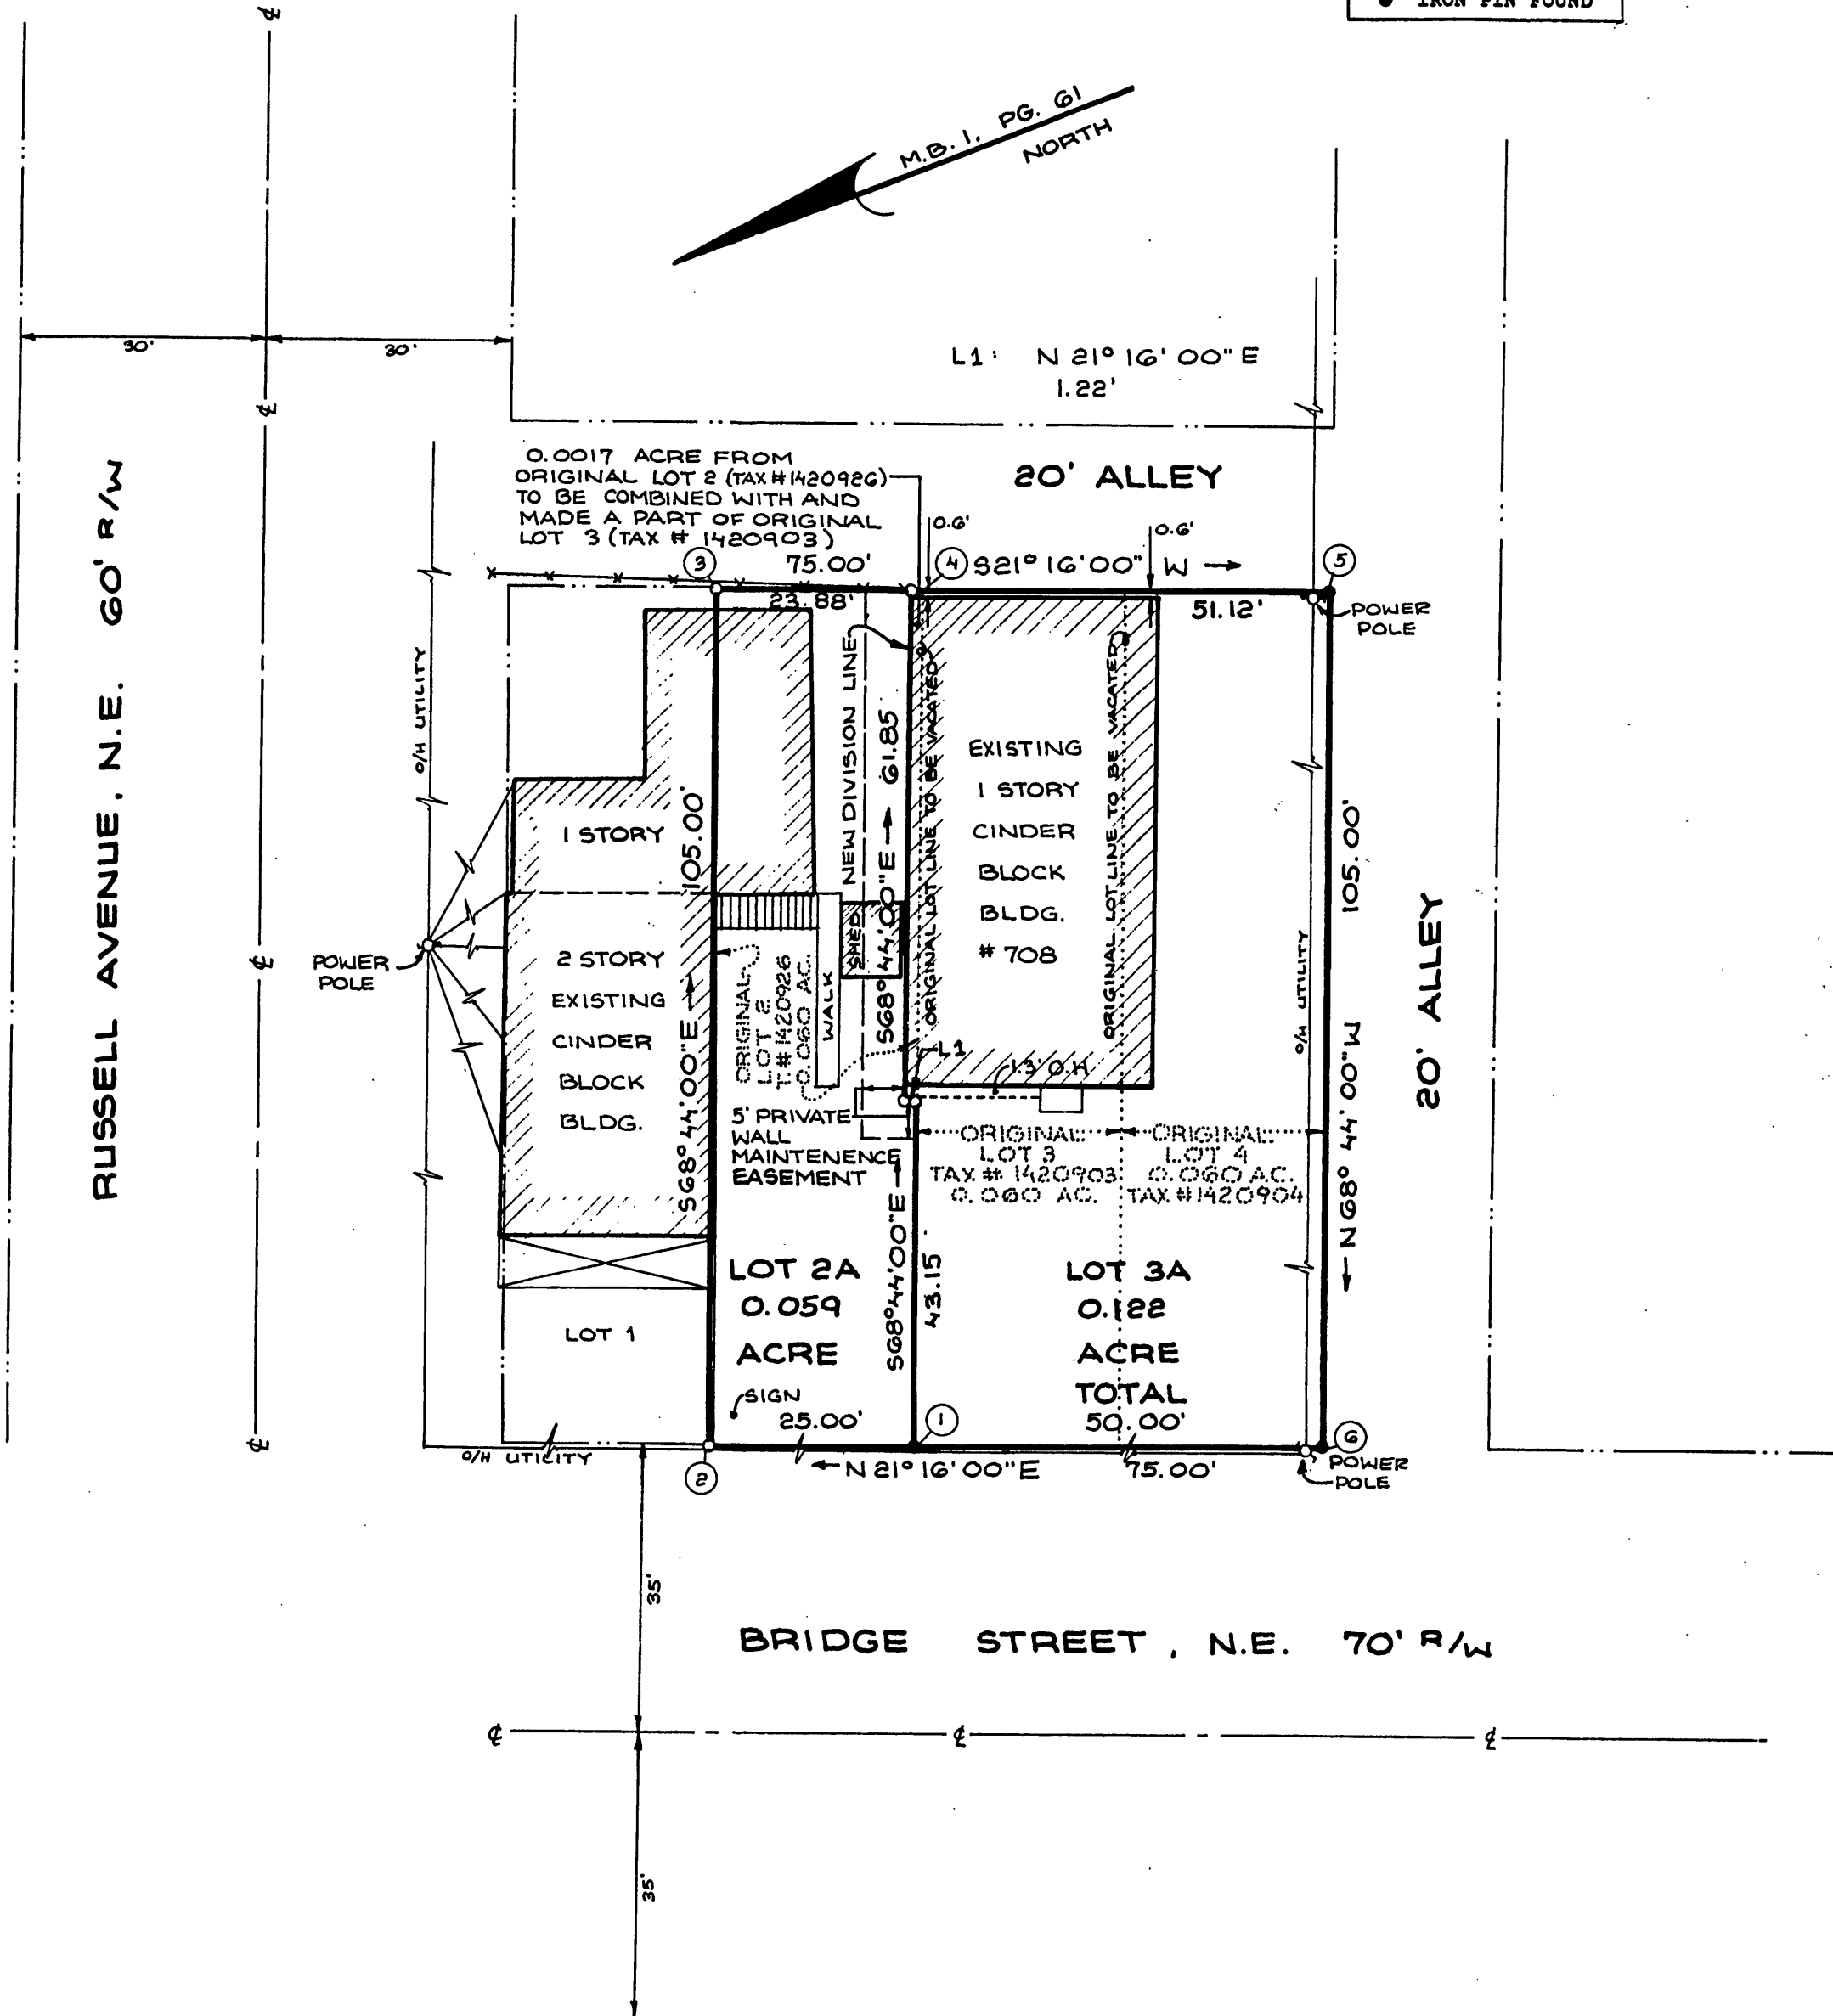 ● IRON PIN FOUND
M.B. 1, PG. 61
NORTH
30'
30'
L1: N 21° 16' 00" E
1.22'
0.0017 ACRE FROM
ORIGINAL LOT 2 (TAX #1420926)
TO BE COMBINED WITH AND
MADE A PART OF ORIGINAL
LOT 3 (TAX # 1420903)
20' ALLEY
0.6'
0.6'
3
75.00'
4
S21° 16' 00" W
5
23.88'
51.12'
POWER
POLE
RUSSELL AVENUE, N.E. 60' R/W
O/H UTILITY
NEW DIVISION LINE
ORIGINAL LOT LINE TO BE VACATED
ORIGINAL LOT LINE TO BE VACATED
S68° 44' 00" E 61.85
EXISTING
1 STORY
CINDER
BLOCK
BLDG.
# 708
1 STORY
S68° 44' 00" E 105.00'
N 68° 44' 00" W 105.00'
20' ALLEY
O/H UTILITY
POWER
POLE
2 STORY
EXISTING
CINDER
BLOCK
BLDG.
ORIGINAL
LOT 2
T.# 1420926
0.060 AC.
WALK
SHED
L1
1.3' O.H
5' PRIVATE
WALL
MAINTENENCE
EASEMENT
ORIGINAL
LOT 3
TAX # 1420903
0.060 AC.
ORIGINAL
LOT 4
0.060 AC.
TAX #1420904
S68° 44' 00" E 43.15
LOT 2A
0.059
ACRE
LOT 3A
0.122
ACRE
TOTAL
50.00'
LOT 1
SIGN
25.00'
1
O/H UTILITY
2
N 21° 16' 00" E 75.00'
6
POWER
POLE
35'
BRIDGE STREET, N.E. 70' R/W
35'